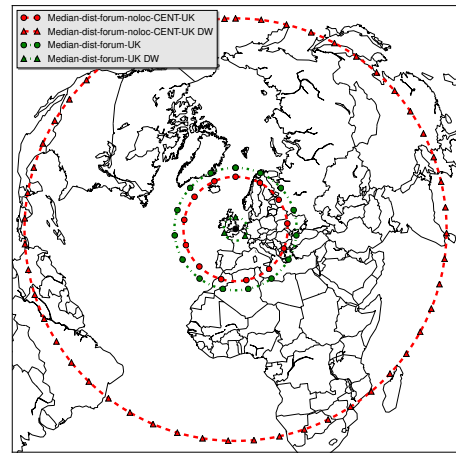 Median-dist-forum-noloc-CENT-UK
Median-dist-forum-noloc-CENT-UK DW
Median-dist-forum-UK
Median-dist-forum-UK DW